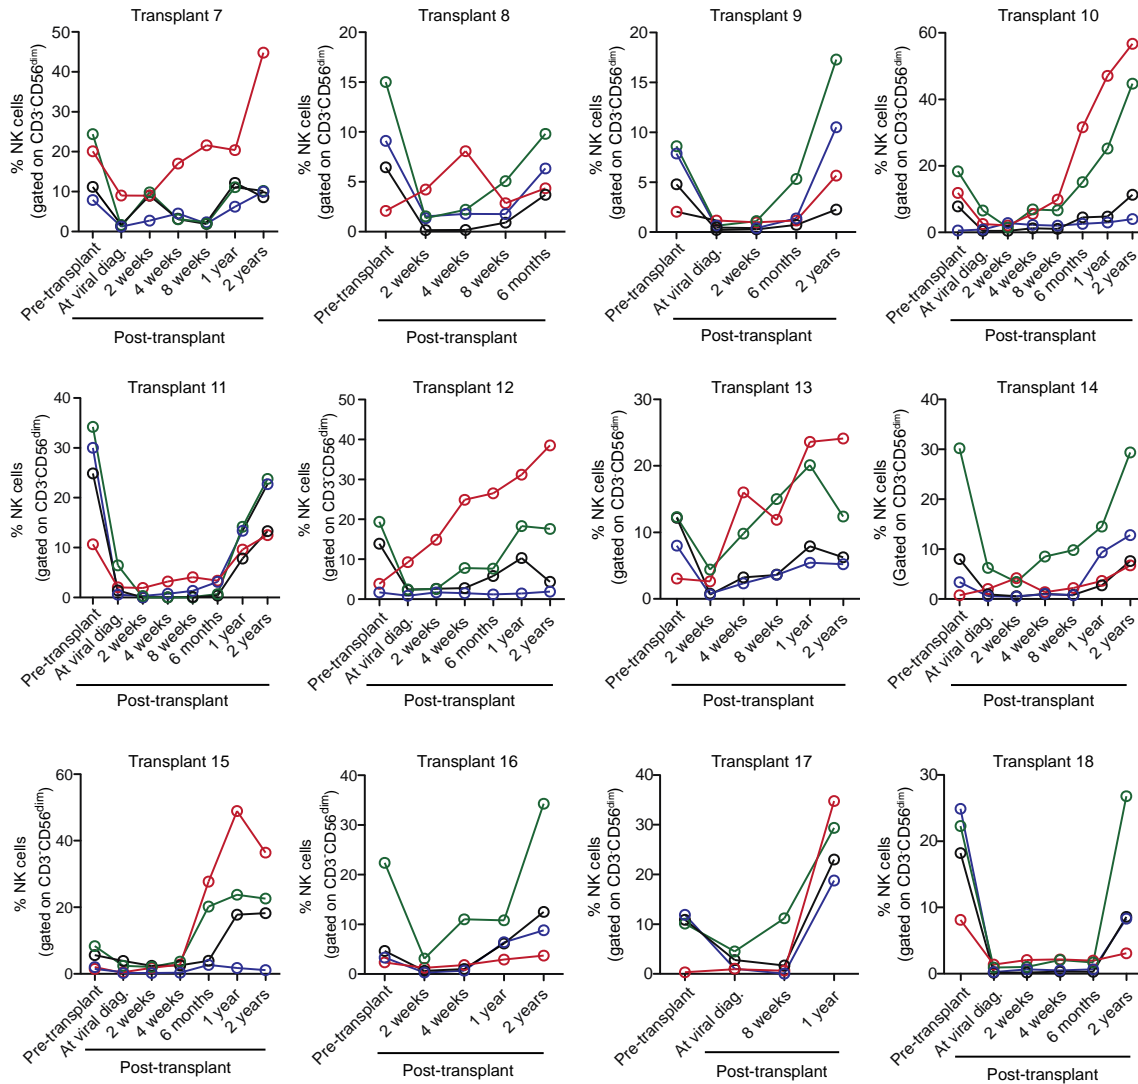 Transplant 7
% NK cells
(gated on CD3-CD56dim)
50
40
30
20
10
0
Pre-transplant
At viral diag.
2 weeks
4 weeks
8 weeks
1 year
2 years
Post-transplant
Transplant 8
% NK cells
(gated on CD3-CD56dim)
20
15
10
5
0
Pre-transplant
2 weeks
4 weeks
8 weeks
6 months
Post-transplant
Transplant 9
% NK cells
(gated on CD3-CD56dim)
20
15
10
5
0
Pre-transplant
At viral diag.
2 weeks
6 months
2 years
Post-transplant
Transplant 10
% NK cells
(gated on CD3-CD56dim)
60
40
20
0
Pre-transplant
At viral diag.
2 weeks
4 weeks
8 weeks
6 months
1 year
2 years
Post-transplant
Transplant 11
% NK cells
(gated on CD3-CD56dim)
40
30
20
10
0
Pre-transplant
At viral diag.
2 weeks
4 weeks
8 weeks
6 months
1 year
2 years
Post-transplant
Transplant 12
% NK cells
(gated on CD3-CD56dim)
50
40
30
20
10
0
Pre-transplant
At viral diag.
2 weeks
4 weeks
6 months
1 year
2 years
Post-transplant
Transplant 13
% NK cells
(gated on CD3-CD56dim)
30
20
10
0
Pre-transplant
2 weeks
4 weeks
8 weeks
1 year
2 years
Post-transplant
Transplant 14
% NK cells
(Gated on CD3-CD56dim)
40
30
20
10
0
Pre-transplant
At viral diag.
2 weeks
4 weeks
8 weeks
1 year
2 years
Post-transplant
Transplant 15
% NK cells
(gated on CD3-CD56dim)
60
40
20
0
Pre-transplant
At viral diag.
2 weeks
4 weeks
6 months
1 year
2 years
Post-transplant
Transplant 16
% NK cells
(gated on CD3-CD56dim)
40
30
20
10
0
Pre-transplant
2 weeks
4 weeks
1 year
2 years
Post-transplant
Transplant 17
% NK cells
(gated on CD3-CD56dim)
40
30
20
10
0
Pre-transplant
At viral diag.
8 weeks
1 year
Post-transplant
Transplant 18
% NK cells
(gated on CD3-CD56dim)
30
20
10
0
Pre-transplant
At viral diag.
2 weeks
4 weeks
6 months
2 years
Post-transplant